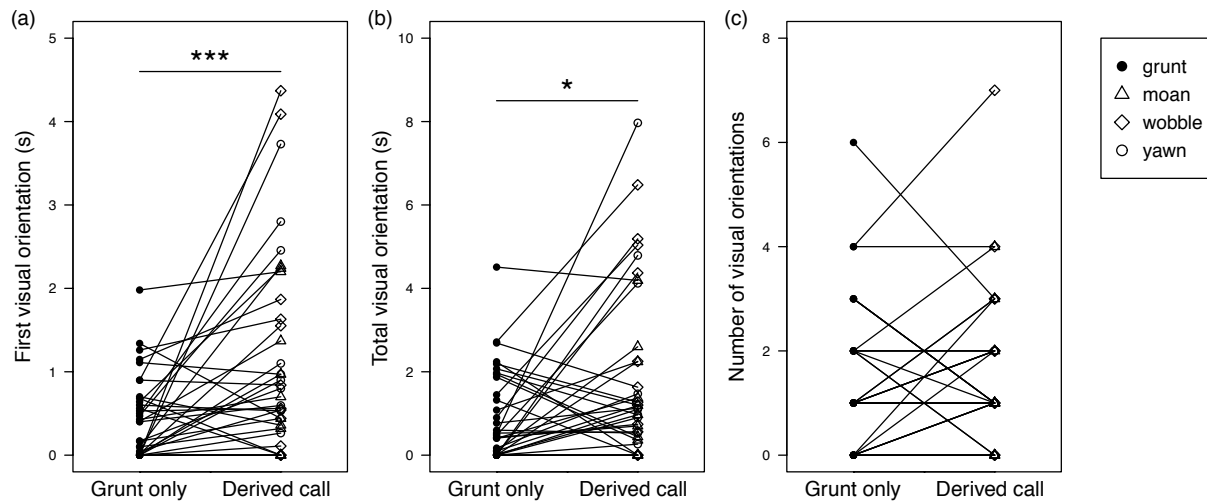 (a)
First visual orientation (s)
5
4
3
2
1
0
***
Grunt only
Derived call
(b)
Total visual orientation (s)
10
8
6
4
2
0
*
Grunt only
Derived call
(c)
Number of visual orientations
8
6
4
2
0
Grunt only
Derived call
grunt
moan
wobble
yawn